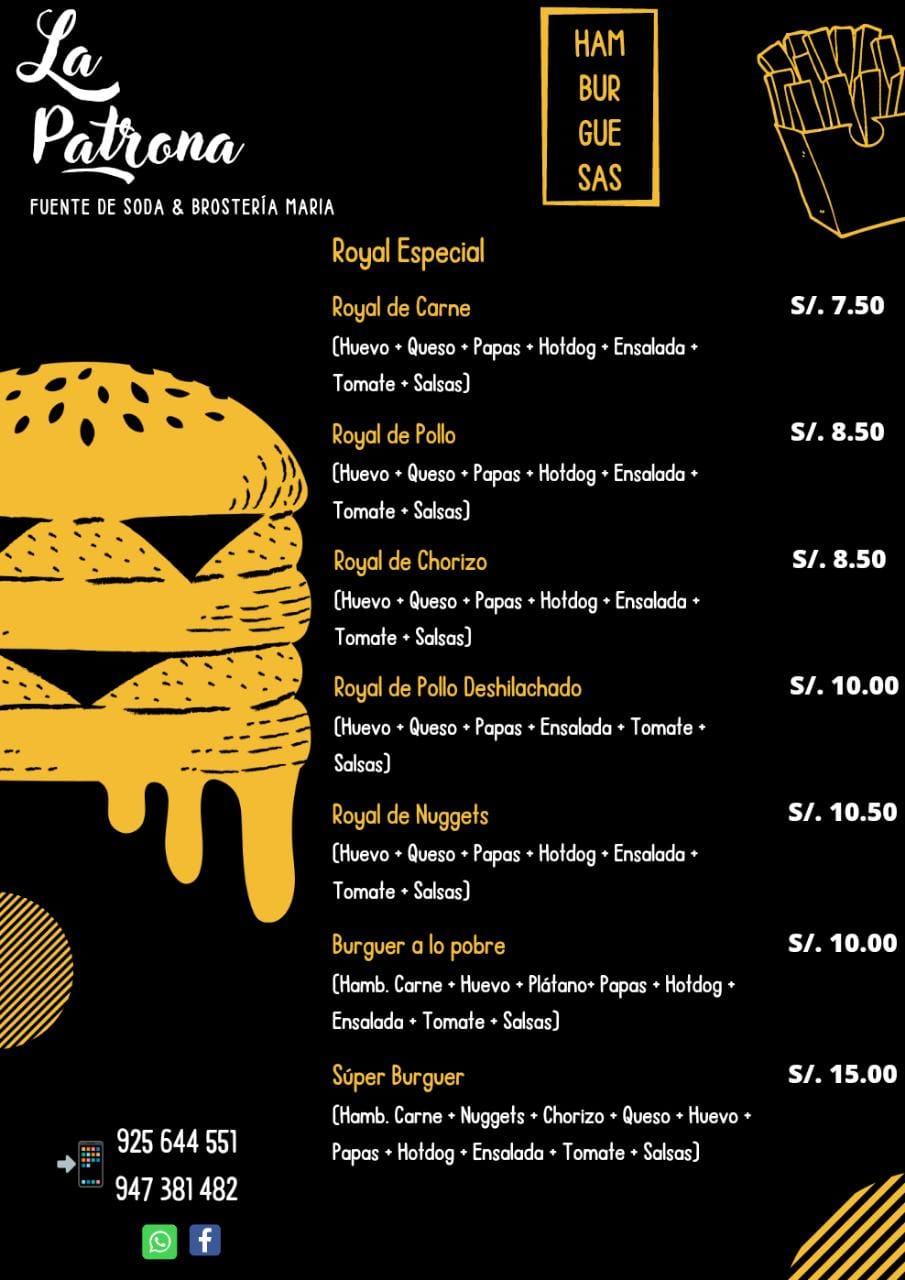 La
Patrona
FUENTE DE SODA & BROSTERÍA MARIA
HAM
BUR
GUE
SAS
Royal Especial
Royal de Carne S/. 7.50
(Huevo + Queso + Papas + Hotdog + Ensalada +
Tomate + Salsas)
Royal de Pollo S/. 8.50
(Huevo + Queso + Papas + Hotdog + Ensalada +
Tomate + Salsas)
Royal de Chorizo S/. 8.50
(Huevo + Queso + Papas + Hotdog + Ensalada +
Tomate + Salsas)
Royal de Pollo Deshilachado S/. 10.00
(Huevo + Queso + Papas + Ensalada + Tomate +
Salsas)
Royal de Nuggets S/. 10.50
(Huevo + Queso + Papas + Hotdog + Ensalada +
Tomate + Salsas)
Burguer a lo pobre S/. 10.00
(Hamb. Carne + Huevo + Plátano+ Papas + Hotdog +
Ensalada + Tomate + Salsas)
Súper Burguer S/. 15.00
(Hamb. Carne + Nuggets + Chorizo + Queso + Huevo +
Papas + Hotdog + Ensalada + Tomate + Salsas)
925 644 551
947 381 482